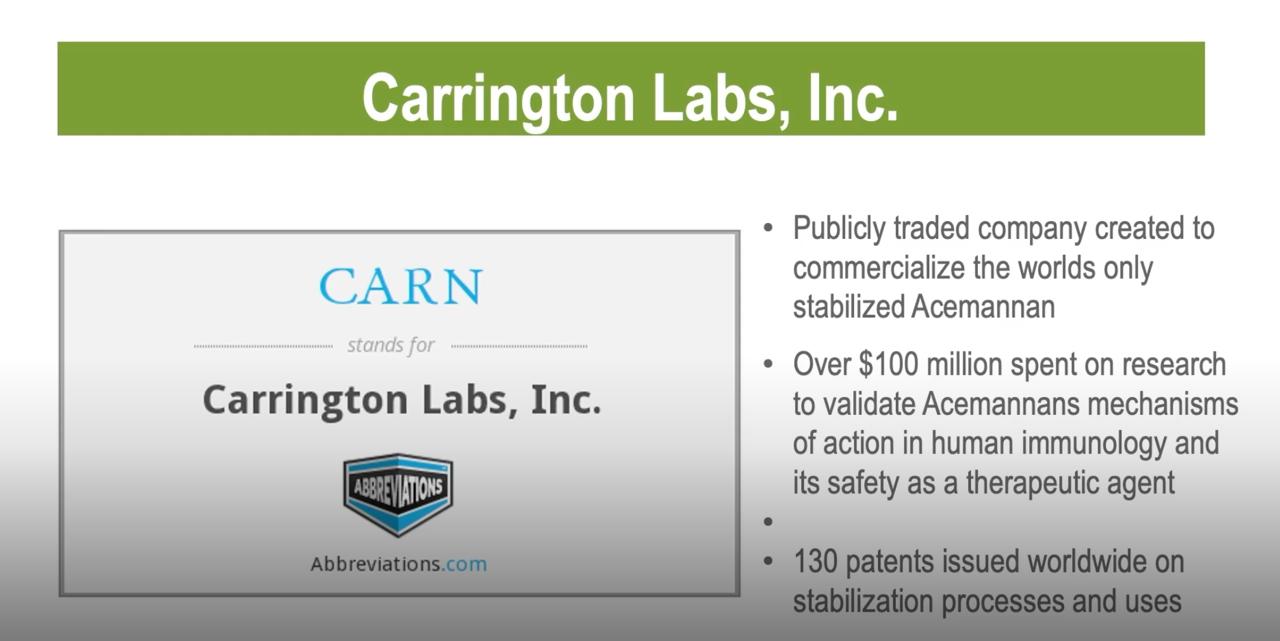 Carrington Labs, Inc.
CARN
stands for
Carrington Labs, Inc.
ABBREVIATIONS
Abbreviations.com
• Publicly traded company created to
commercialize the worlds only
stabilized Acemannan
• Over $100 million spent on research
to validate Acemannans mechanisms
of action in human immunology and
its safety as a therapeutic agent
•
• 130 patents issued worldwide on
stabilization processes and uses